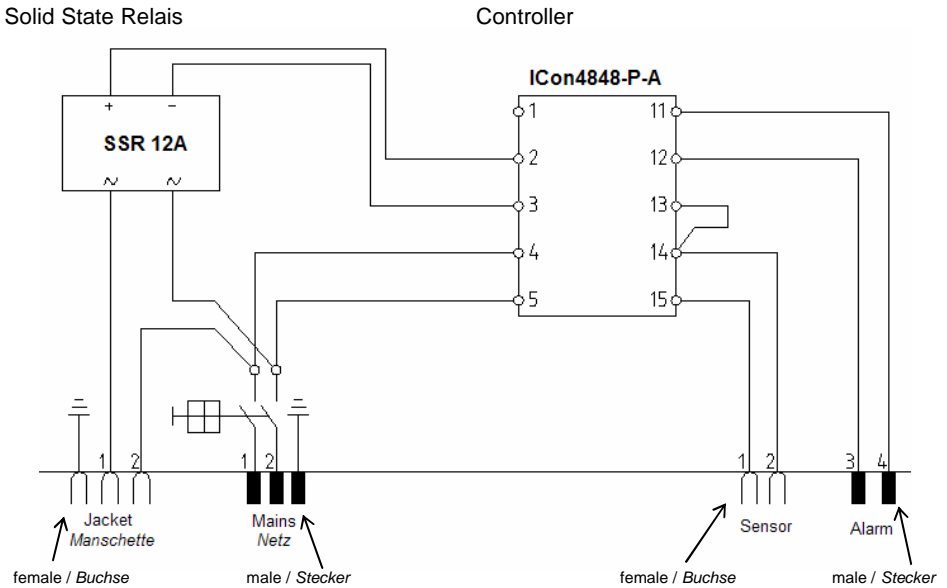 Solid State Relais
Controller
ICon4848-P-A
+ −
SSR 12A
~ ~
1 11
2 12
3 13
4 14
5 15
1 2
1 2
1 2
3 4
Jacket
Manschette
Mains
Netz
Sensor
Alarm
female / Buchse
male / Stecker
female / Buchse
male / Stecker